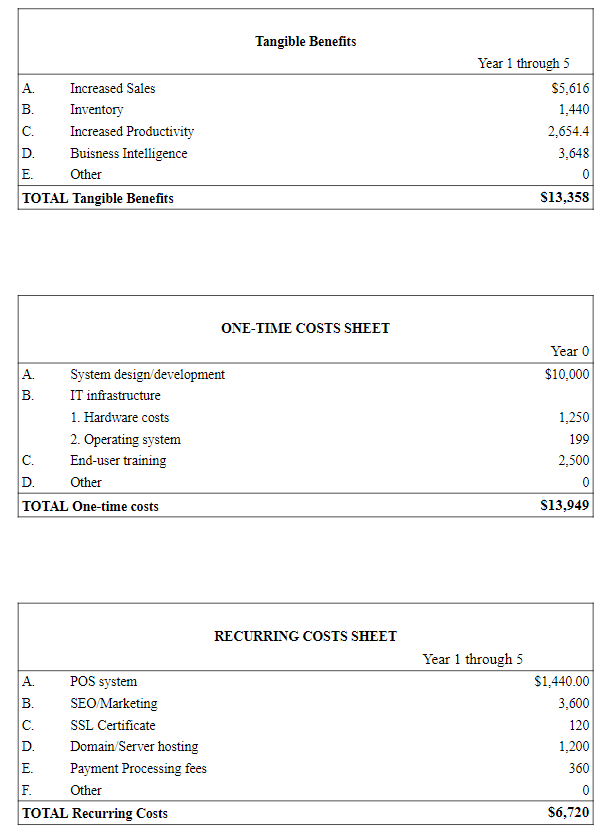 Tangible Benefits
Year 1 through 5
A. Increased Sales $5,616
B. Inventory 1,440
C. Increased Productivity 2,654.4
D. Buisness Intelligence 3,648
E. Other 0
TOTAL Tangible Benefits $13,358
ONE-TIME COSTS SHEET
Year 0
A. System design/development $10,000
B. IT infrastructure
1. Hardware costs 1,250
2. Operating system 199
C. End-user training 2,500
D. Other 0
TOTAL One-time costs $13,949
RECURRING COSTS SHEET
Year 1 through 5
A. POS system $1,440.00
B. SEO/Marketing 3,600
C. SSL Certificate 120
D. Domain/Server hosting 1,200
E. Payment Processing fees 360
F. Other 0
TOTAL Recurring Costs $6,720